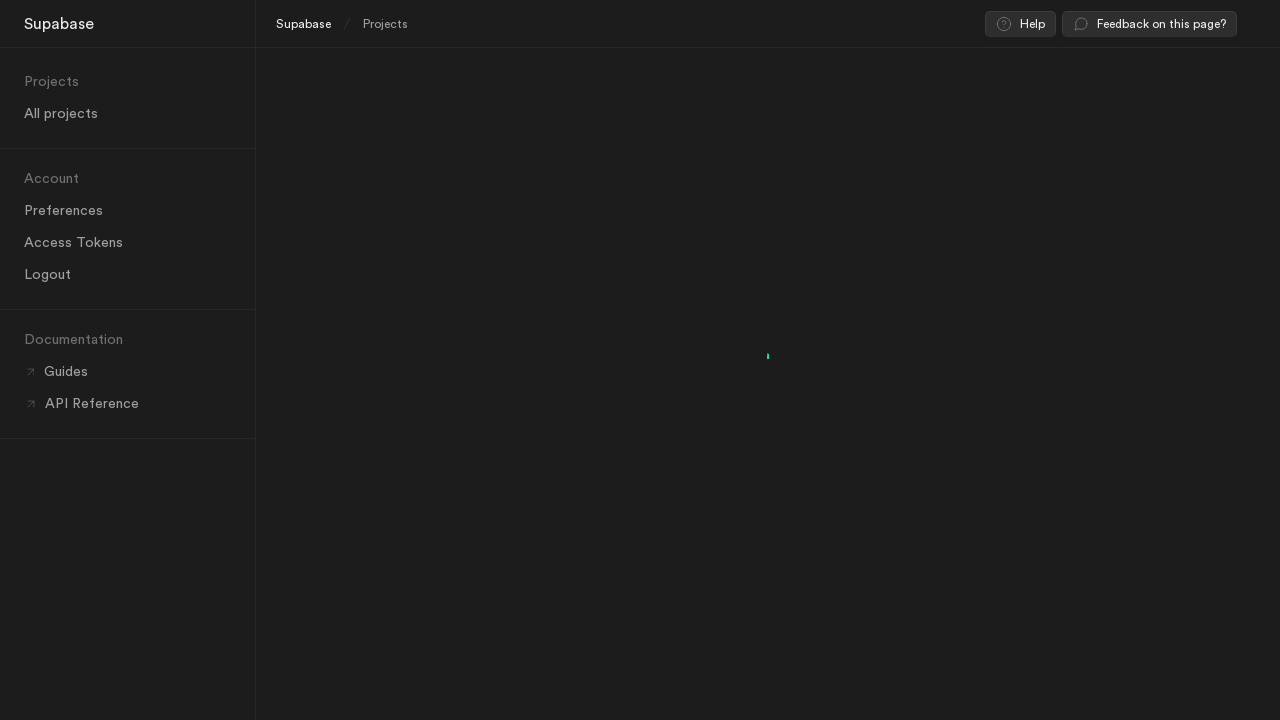 Supabase
Supabase / Projects
Help
Feedback on this page?
Projects
All projects
Account
Preferences
Access Tokens
Logout
Documentation
Guides
API Reference